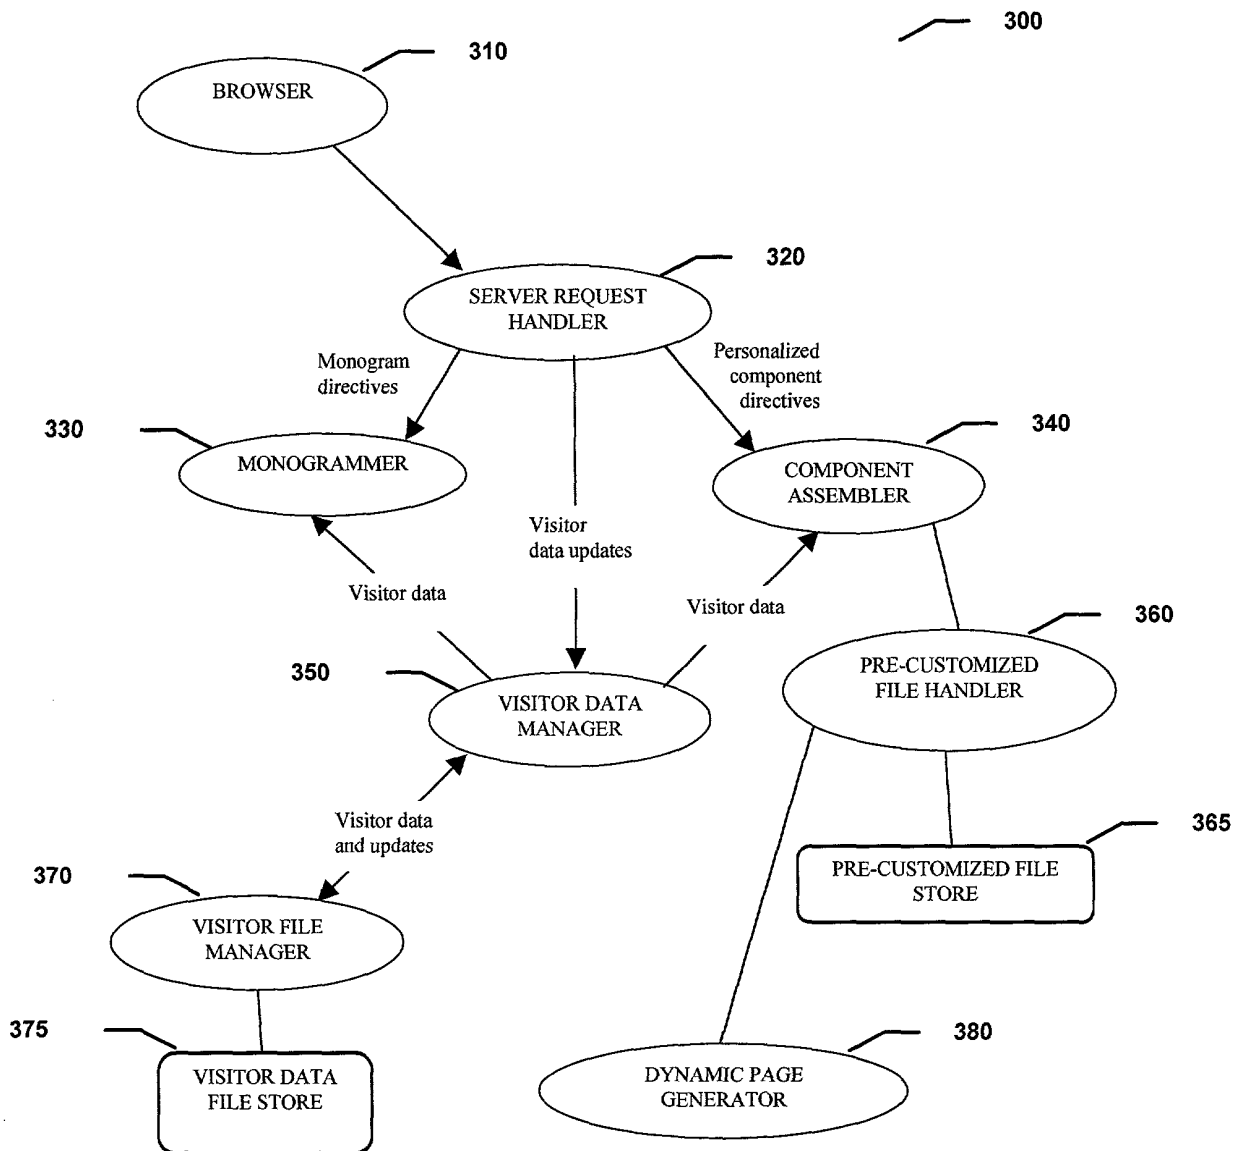 300
310
BROWSER
320
SERVER REQUEST
HANDLER
Monogram
directives
Personalized
component
directives
330
MONOGRAMMER
340
COMPONENT
ASSEMBLER
Visitor
data updates
Visitor data
Visitor data
350
VISITOR DATA
MANAGER
360
PRE-CUSTOMIZED
FILE HANDLER
Visitor data
and updates
365
PRE-CUSTOMIZED FILE
STORE
370
VISITOR FILE
MANAGER
375
VISITOR DATA
FILE STORE
380
DYNAMIC PAGE
GENERATOR